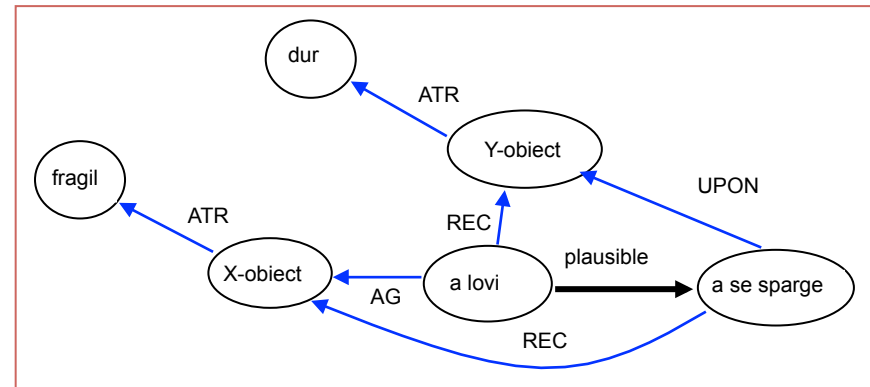 dur
ATR
Y-obiect
fragil
UPON
ATR
REC
plausible
X-obiect
a lovi
a se sparge
AG
REC